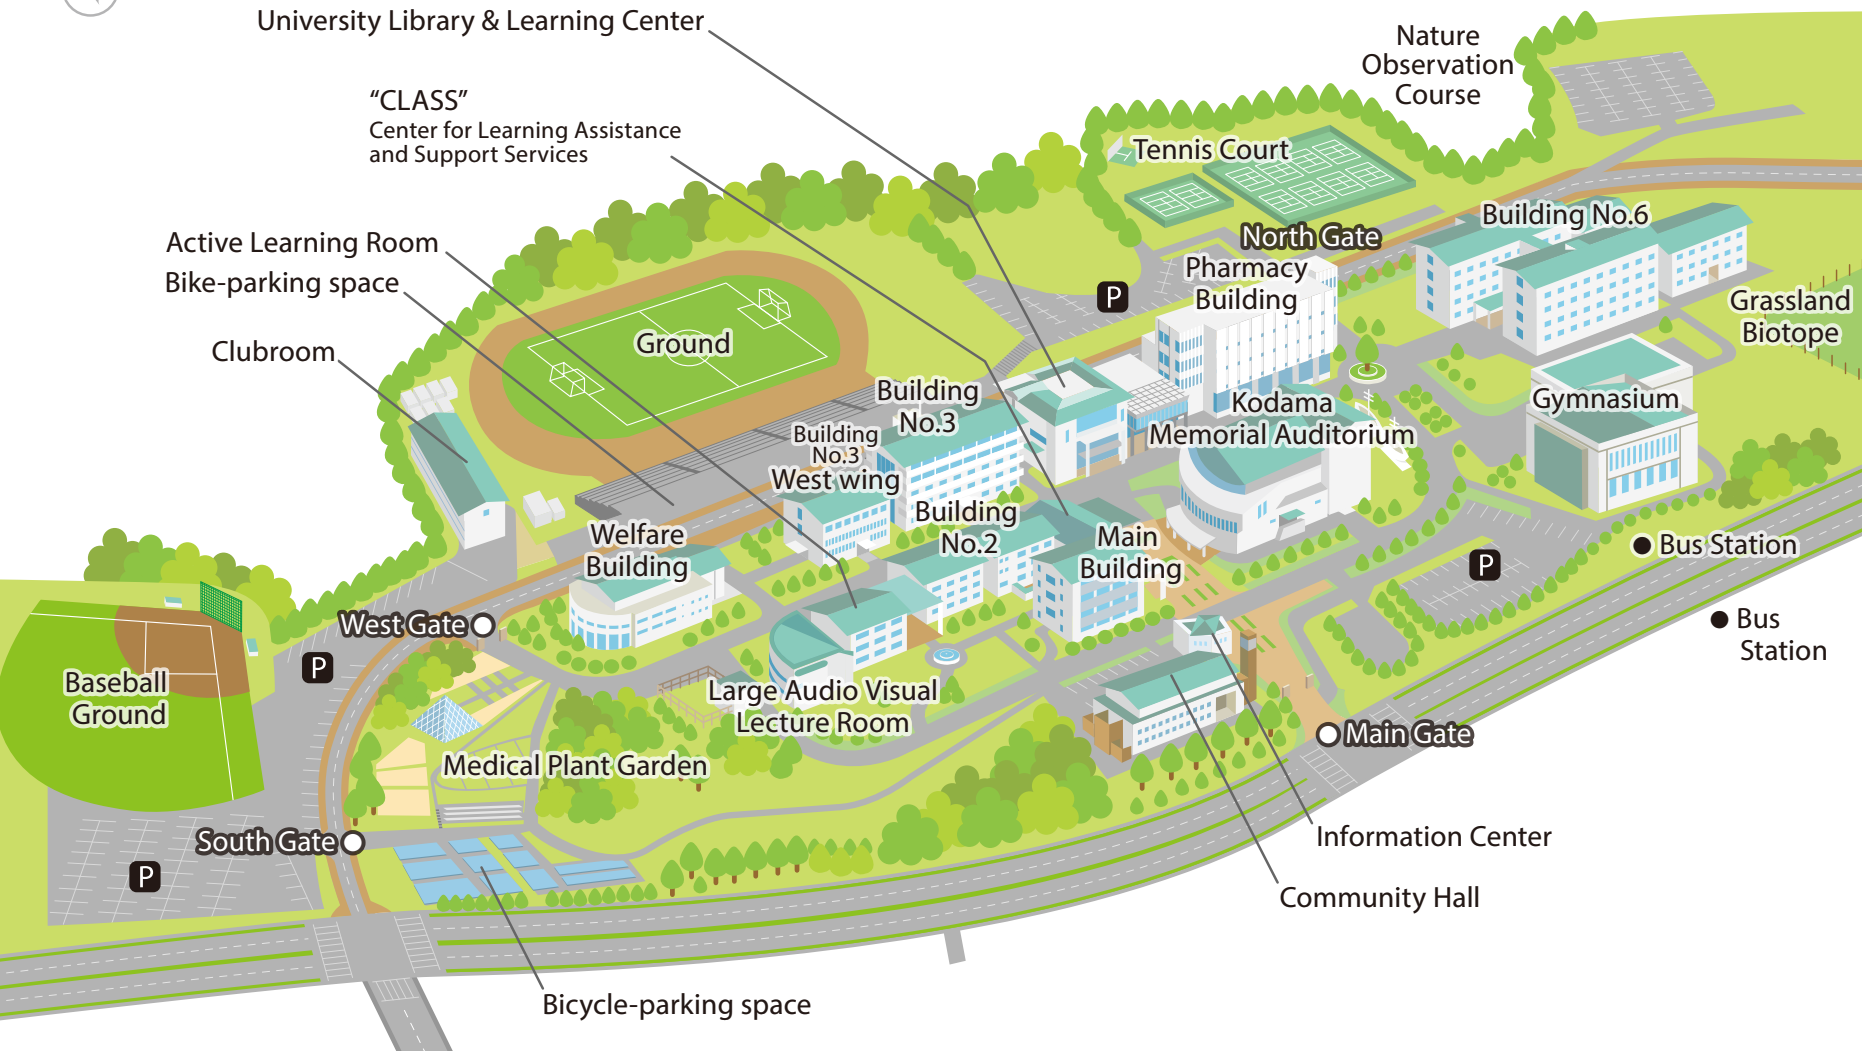 University Library & Learning Center
Nature
Observation
Course
“CLASS”
Center for Learning Assistance
and Support Services
Tennis Court
Active Learning Room
Bike-parking space
Clubroom
Ground
North Gate
Building No.6
Pharmacy
Building
P
Grassland
Biotope
Building
No.3
Kodama
Memorial Auditorium
Gymnasium
Building
No.3
West wing
Building
No.2
Welfare
Building
Main
Building
P
Bus Station
Bus
Station
West Gate
P
Baseball
Ground
Large Audio Visual
Lecture Room
Main Gate
Medical Plant Garden
South Gate
P
Information Center
Community Hall
Bicycle-parking space